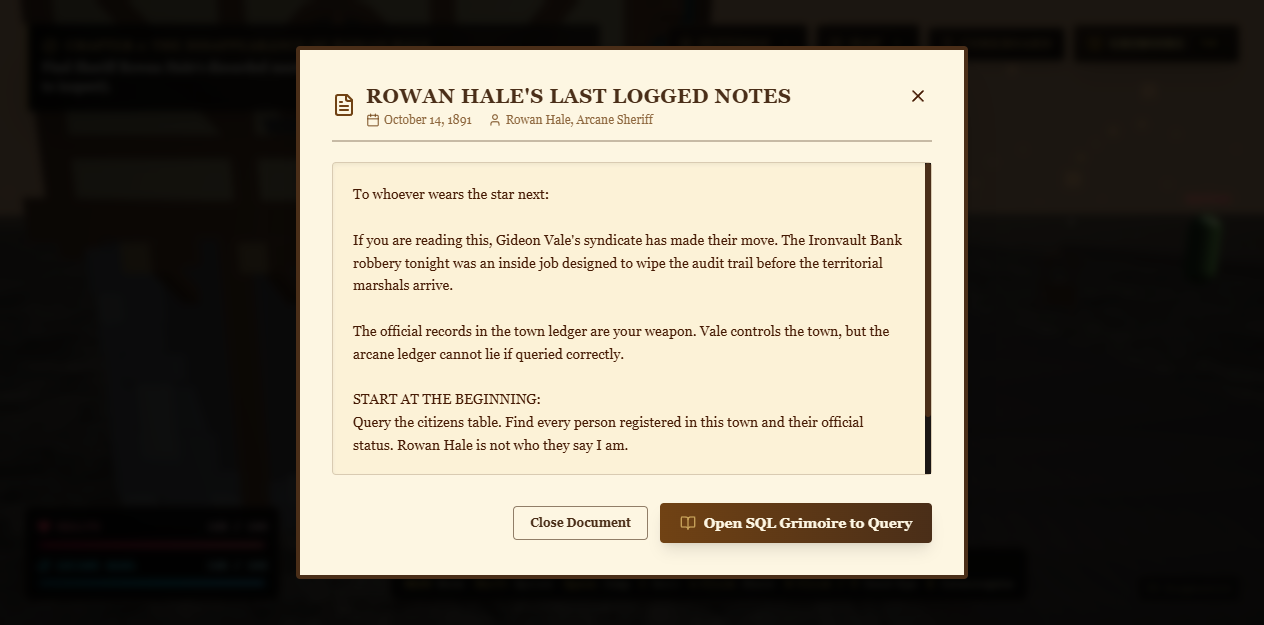 ROWAN HALE'S LAST LOGGED NOTES
October 14, 1891 Rowan Hale, Arcane Sheriff
To whoever wears the star next:
If you are reading this, Gideon Vale's syndicate has made their move. The Ironvault Bank
robbery tonight was an inside job designed to wipe the audit trail before the territorial
marshals arrive.
The official records in the town ledger are your weapon. Vale controls the town, but the
arcane ledger cannot lie if queried correctly.
START AT THE BEGINNING:
Query the citizens table. Find every person registered in this town and their official
status. Rowan Hale is not who they say I am.
Close Document
Open SQL Grimoire to Query